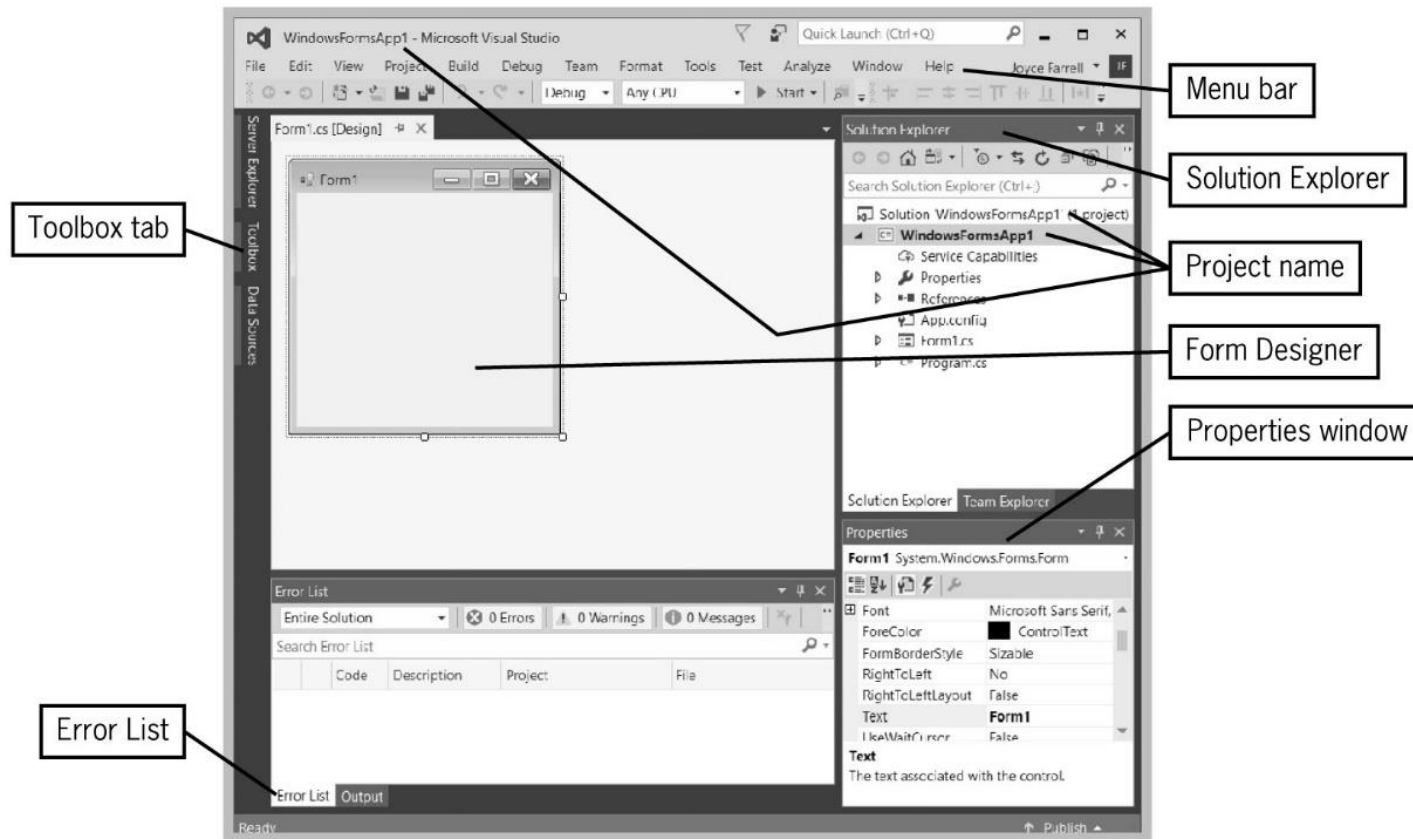 WindowsFormsApp1 - Microsoft Visual Studio
Quick Launch (Ctrl+Q)
File Edit View Project Build Debug Team Format Tools Test Analyze Window Help Joyce Farrell JF
Debug Any CPU Start
Menu bar
Server Explorer
Toolbox
Data Sources
Toolbox tab
Form1.cs [Design]
Form1
Solution Explorer
Search Solution Explorer (Ctrl+;)
Solution 'WindowsFormsApp1' (1 project)
WindowsFormsApp1
Service Capabilities
Properties
References
App.config
Form1.cs
Program.cs
Solution Explorer
Project name
Form Designer
Properties window
Solution Explorer Team Explorer
Properties
Form1 System.Windows.Forms.Form
Font Microsoft Sans Serif,
ForeColor ControlText
FormBorderStyle Sizable
RightToLeft No
RightToLeftLayout False
Text Form1
UseWaitCursor False
Text
The text associated with the control.
Error List
Entire Solution 0 Errors 0 Warnings 0 Messages
Search Error List
Code Description Project File
Error List
Error List Output
Ready
Publish